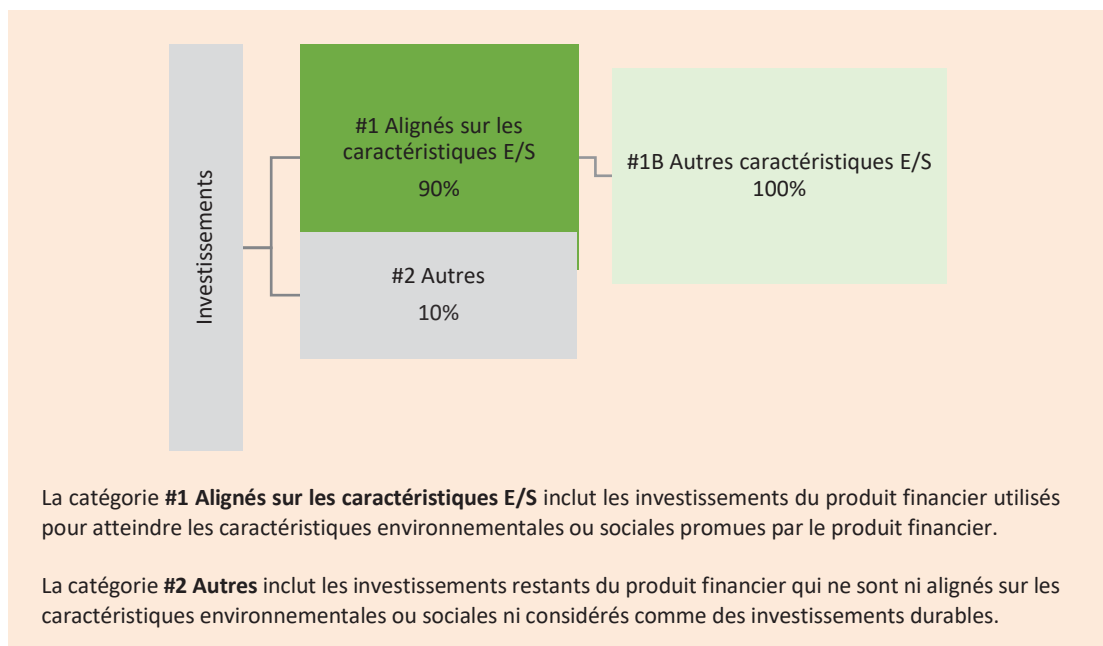 Investissements
#1 Alignés sur les
caractéristiques E/S
90%
#1B Autres caractéristiques E/S
100%
#2 Autres
10%
La catégorie #1 Alignés sur les caractéristiques E/S inclut les investissements du produit financier utilisés
pour atteindre les caractéristiques environnementales ou sociales promues par le produit financier.
La catégorie #2 Autres inclut les investissements restants du produit financier qui ne sont ni alignés sur les
caractéristiques environnementales ou sociales ni considérés comme des investissements durables.